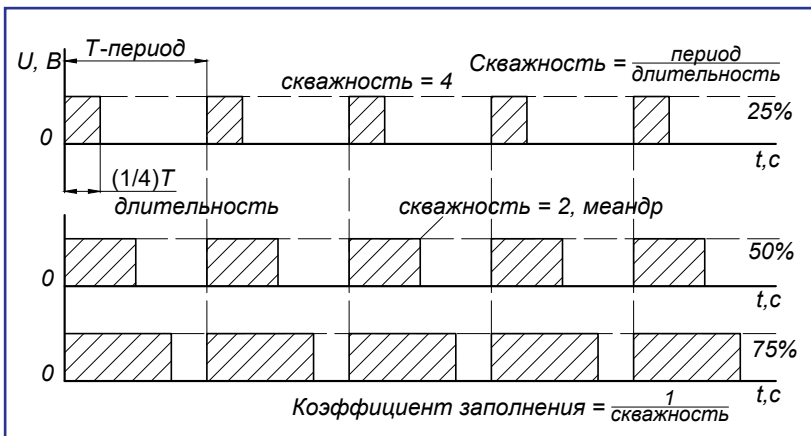 T-период
U, В
Скважность = период
длительность
скважность = 4
25%
0
t,c
(1/4)T
длительность
скважность = 2, меандр
50%
0
t,c
75%
0
t,c
Коэффициент заполнения = 1
скважность